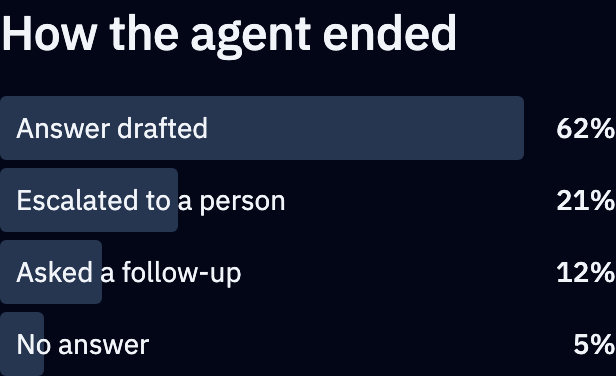 How the agent ended
Answer drafted 62%
Escalated to a person 21%
Asked a follow-up 12%
No answer 5%